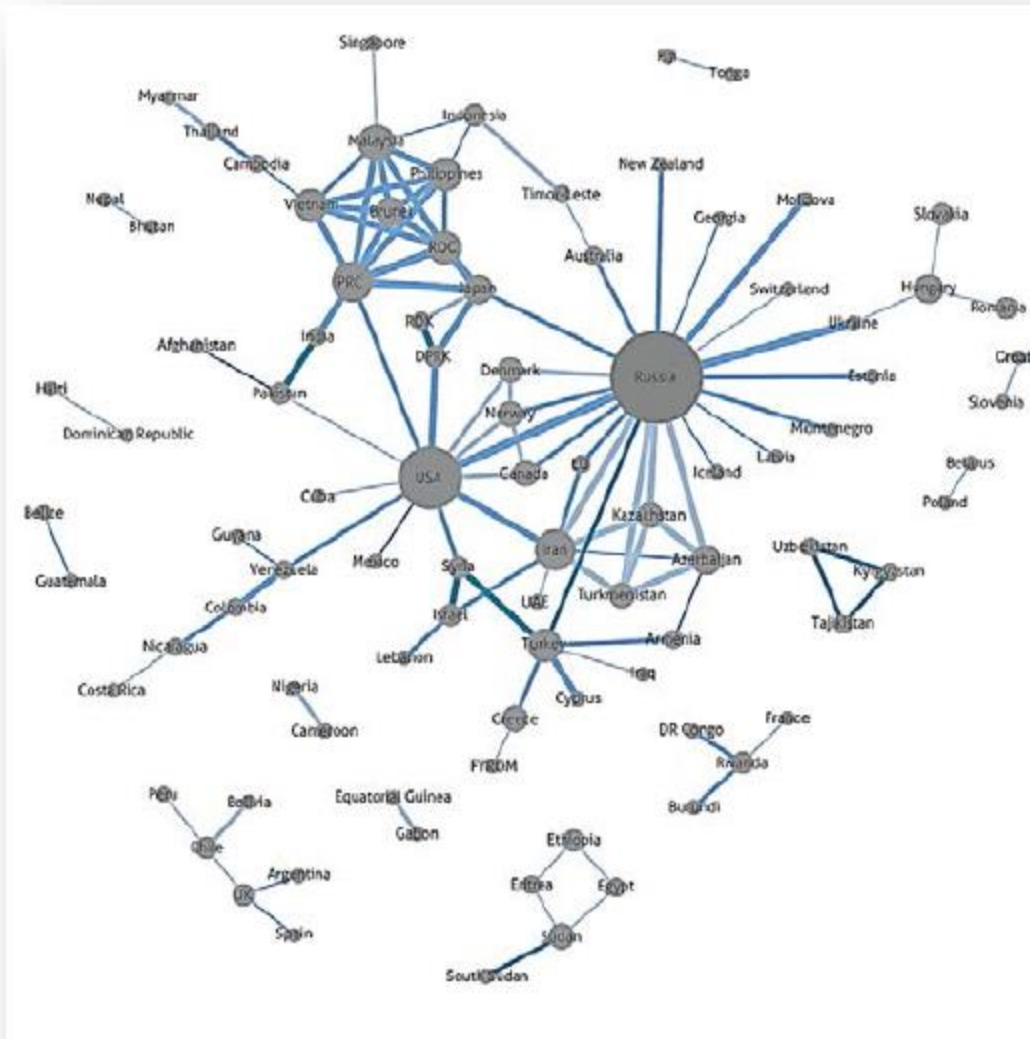 Singapore
Fiji
Tonga
Myanmar
Indonesia
Thailand
Malaysia
Cambodia
Philippines
New Zealand
Timor-Leste
Nepal
Vietnam
Brunei
Moldova
Georgia
Slovakia
Bhutan
ROC
Australia
PRC
Japan
Switzerland
Hungary
Romania
ROK
Ukraine
India
Afghanistan
DPRK
Great
Denmark
Russia
Estonia
Haiti
Pakistan
Slovenia
Norway
Dominican Republic
Montenegro
Latvia
Belarus
USA
Canada
EU
Iceland
Cuba
Poland
Belize
Kazakhstan
Guyana
Iran
Azerbaijan
Uzbekistan
Mexico
Syria
Venezuela
Kyrgyzstan
Guatemala
Turkmenistan
UAE
Colombia
Israel
Tajikistan
Nicaragua
Turkey
Armenia
Lebanon
Iraq
Costa Rica
Nigeria
Cyprus
Greece
France
Cameroon
DR Congo
FYROM
Rwanda
Peru
Bolivia
Equatorial Guinea
Burundi
Gabon
Chile
Ethiopia
Argentina
Eritrea
Egypt
UK
Spain
Sudan
South Sudan